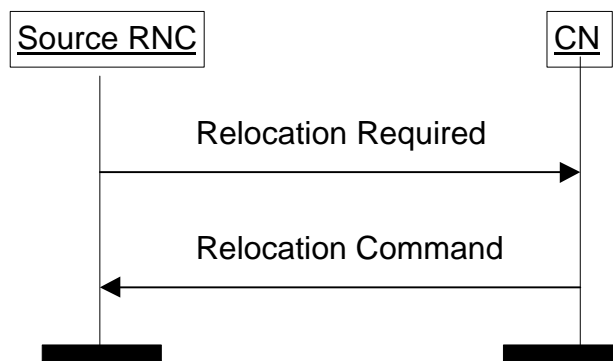 Source RNC
CN
Relocation Required
Relocation Command